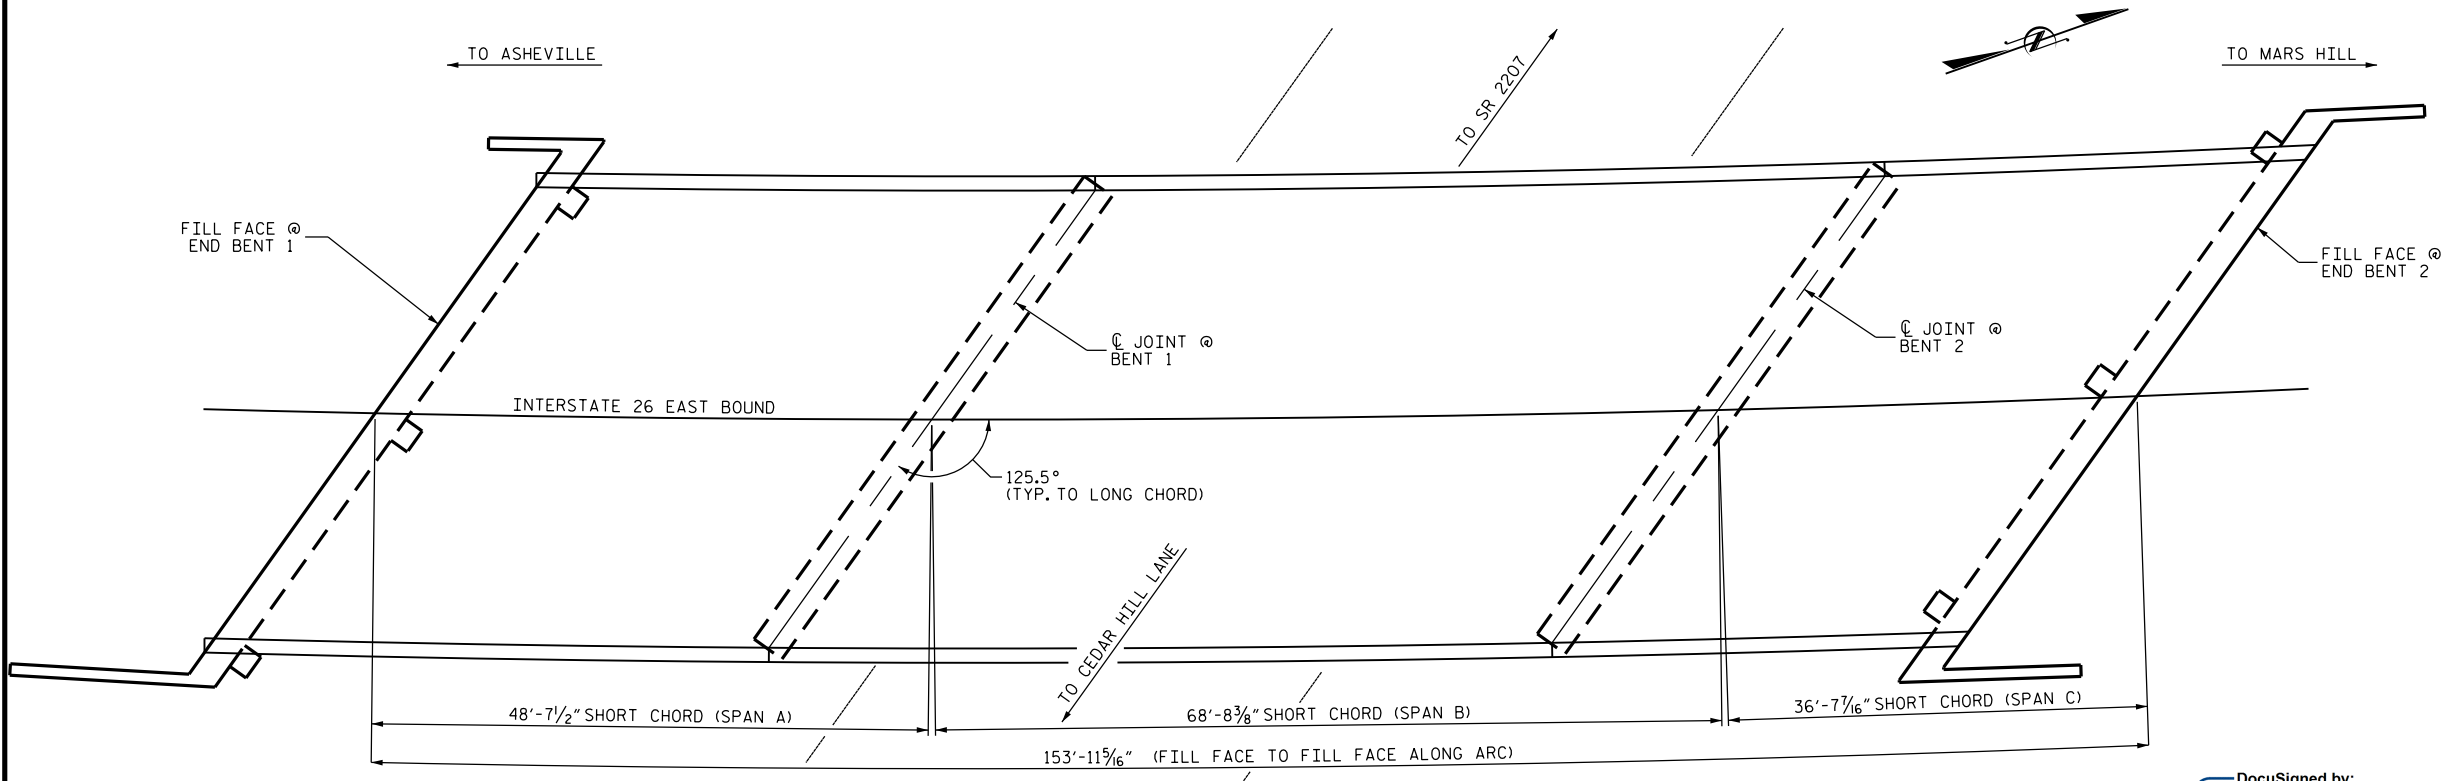 TO ASHEVILLE
TO SR 2207
TO MARS HILL
FILL FACE @
END BENT 1
FILL FACE @
END BENT 2
℄ JOINT @
BENT 1
℄ JOINT @
BENT 2
INTERSTATE 26 EAST BOUND
125.5°
(TYP. TO LONG CHORD)
TO CEDAR HILL LANE
48'-7½" SHORT CHORD (SPAN A)
68'-8⅜" SHORT CHORD (SPAN B)
36'-7⁷⁄₁₆" SHORT CHORD (SPAN C)
153'-11⁵⁄₁₆" (FILL FACE TO FILL FACE ALONG ARC)
DocuSigned by: